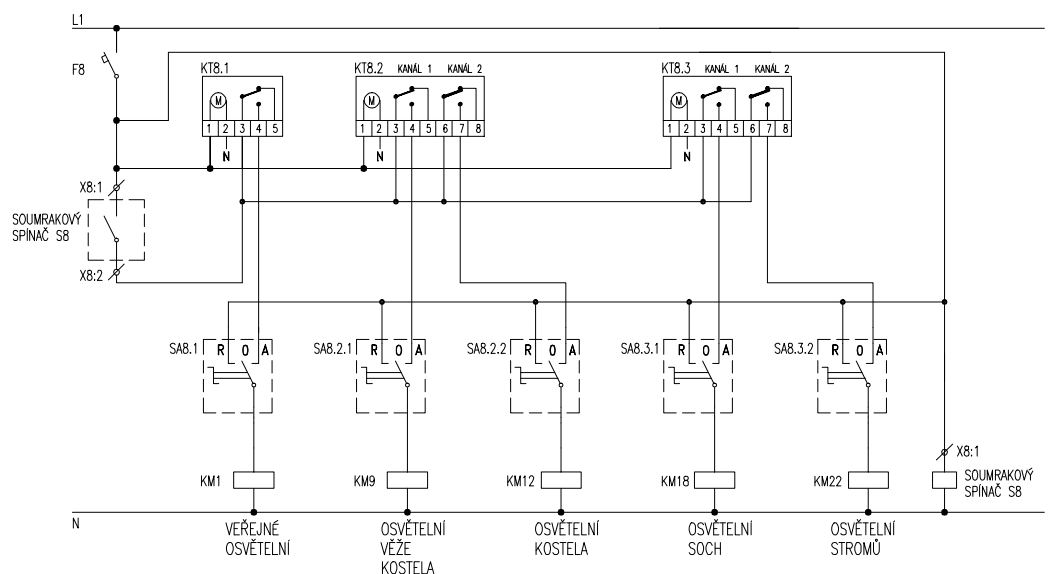 L1
F8
KT8.1
KT8.2 KANÁL 1 KANÁL 2
KT8.3 KANÁL 1 KANÁL 2
M
M
M
1 2 3 4 5
1 2 3 4 5 6 7 8
1 2 3 4 5 6 7 8
N
N
N
X8:1
SOUMRAKOVÝ
SPÍNAČ S8
X8:2
SA8.1 R O A
SA8.2.1 R O A
SA8.2.2 R O A
SA8.3.1 R O A
SA8.3.2 R O A
X8:1
KM1
KM9
KM12
KM18
KM22
SOUMRAKOVÝ
SPÍNAČ S8
N
VEŘEJNÉ
OSVĚTELNÍ
OSVĚTELNÍ
VĚŽE
KOSTELA
OSVĚTELNÍ
KOSTELA
OSVĚTELNÍ
SOCH
OSVĚTELNÍ
STROMŮ